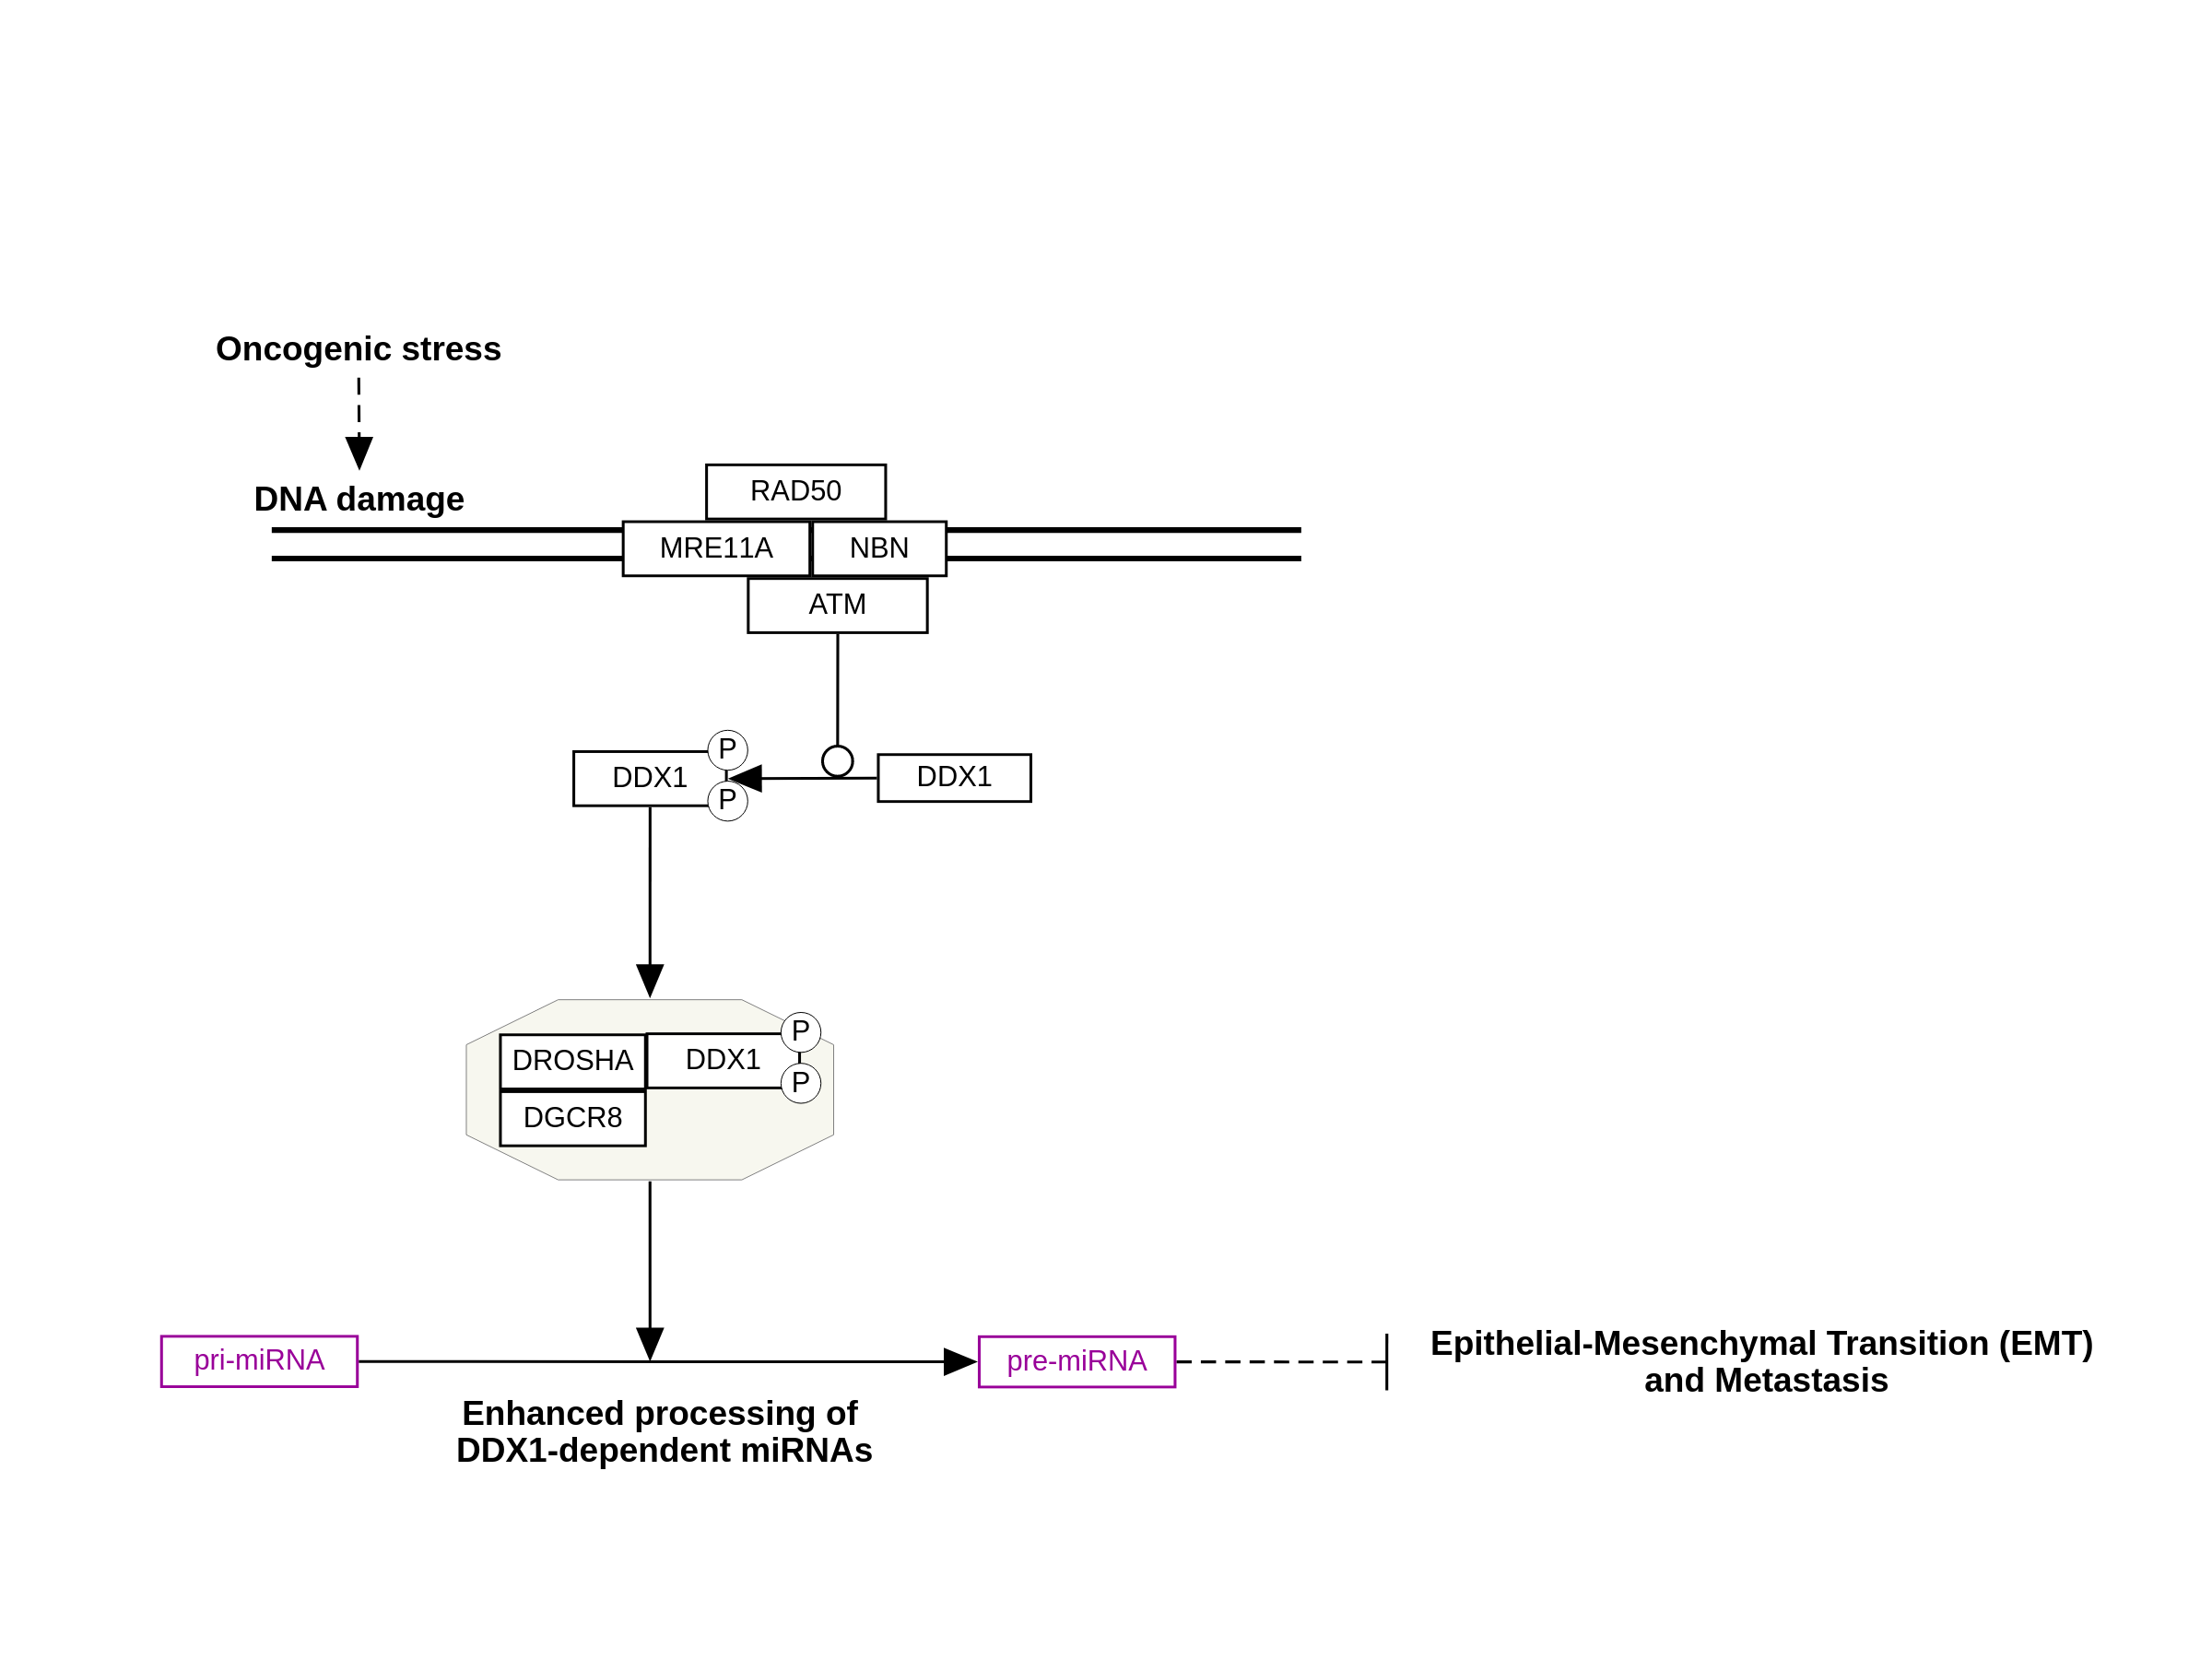 Oncogenic stress
DNA damage
RAD50
MRE11A
NBN
ATM
P
DDX1
P
DDX1
P
DROSHA
DDX1
P
DGCR8
pri-miRNA
pre-miRNA
Epithelial-Mesenchymal Transition (EMT)
and Metastasis
Enhanced processing of
DDX1-dependent miRNAs